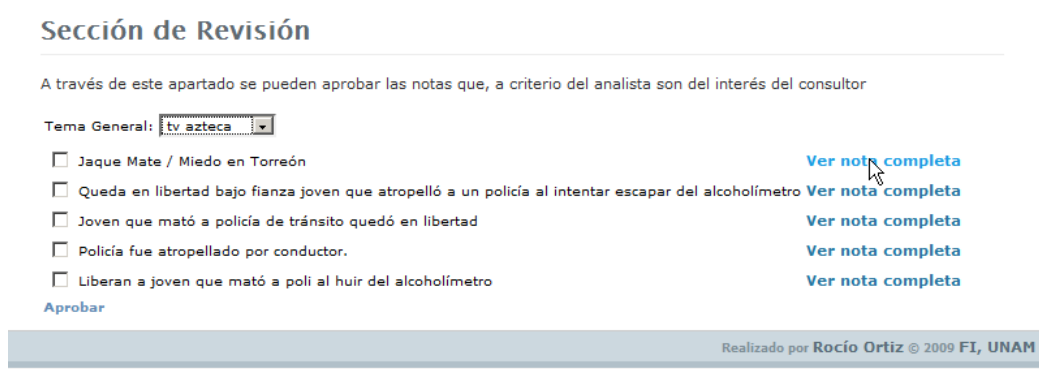 Sección de Revisión
A través de este apartado se pueden aprobar las notas que, a criterio del analista son del interés del consultor
Tema General: tv azteca
Jaque Mate / Miedo en Torreón Ver nota completa
Queda en libertad bajo fianza joven que atropelló a un policía al intentar escapar del alcoholímetro Ver nota completa
Joven que mató a policía de tránsito quedó en libertad Ver nota completa
Policía fue atropellado por conductor. Ver nota completa
Liberan a joven que mató a poli al huir del alcoholímetro Ver nota completa
Aprobar
Realizado por Rocío Ortiz © 2009 FI, UNAM